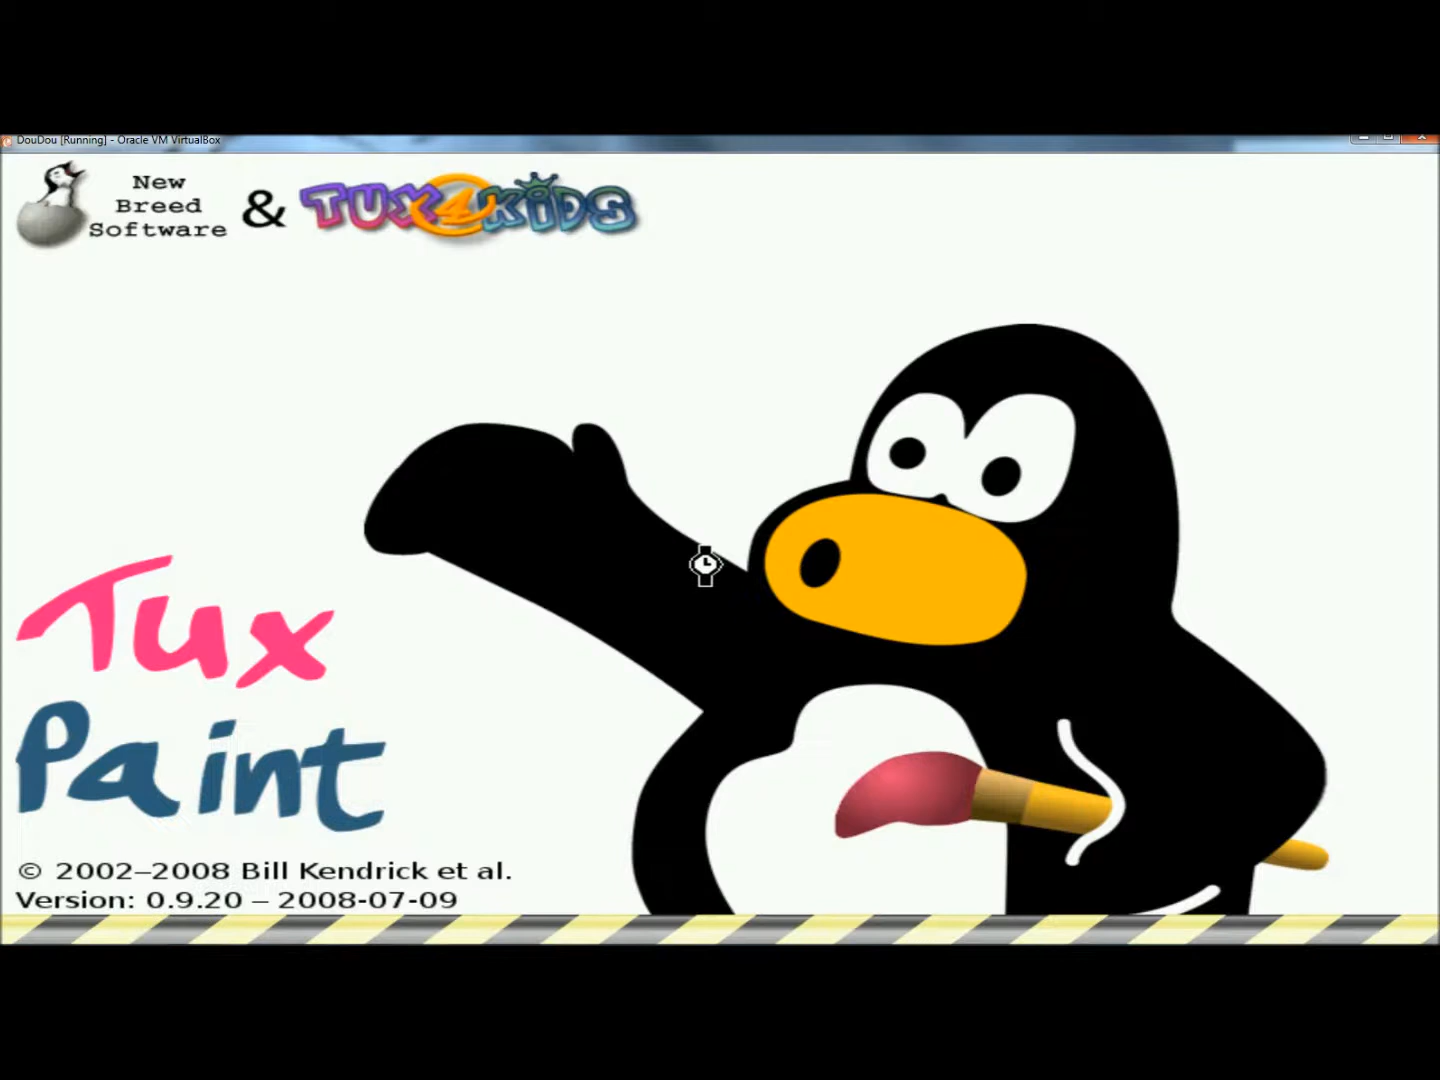 DouDou [Running] - Oracle VM VirtualBox
New
Breed
Software
& TUX4KIDS
Tux
Paint
© 2002–2008 Bill Kendrick et al.
Version: 0.9.20 – 2008-07-09